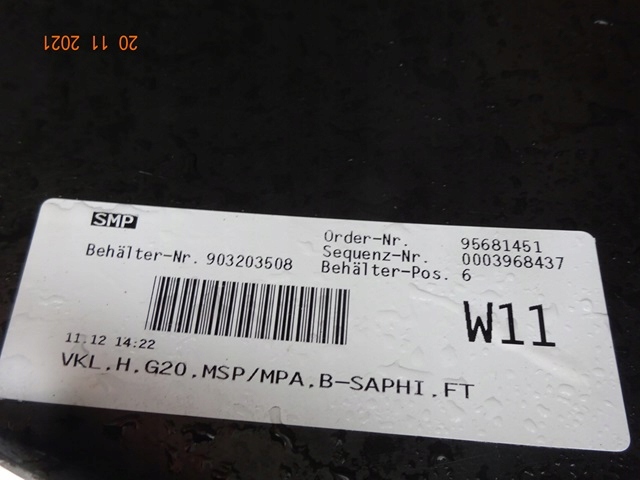 20 11 2021
SMP
Order-Nr. 95681451
Behälter-Nr. 903203508
Sequenz-Nr. 0003968437
Behälter-Pos. 6
W11
11.12 14:22
VKL.H.G20.MSP/MPA.B-SAPHI.FT